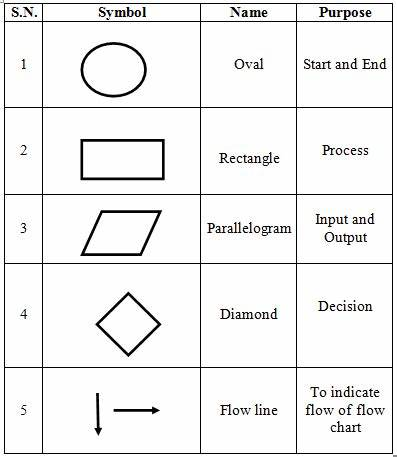 S.N. Symbol Name Purpose
1 Oval Start and End
2 Rectangle Process
3 Parallelogram Input and
Output
4 Diamond Decision
5 Flow line To indicate
flow of flow
chart